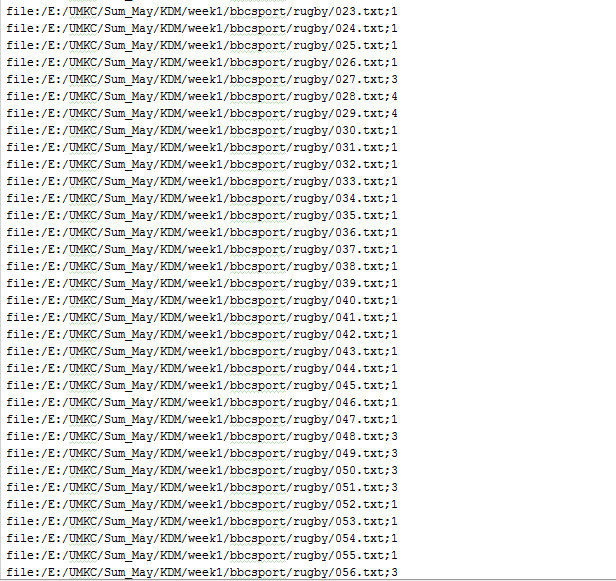 file:/E:/UMKC/Sum_May/KDM/week1/bbcsport/rugby/023.txt;1
file:/E:/UMKC/Sum_May/KDM/week1/bbcsport/rugby/024.txt;1
file:/E:/UMKC/Sum_May/KDM/week1/bbcsport/rugby/025.txt;1
file:/E:/UMKC/Sum_May/KDM/week1/bbcsport/rugby/026.txt;1
file:/E:/UMKC/Sum_May/KDM/week1/bbcsport/rugby/027.txt;3
file:/E:/UMKC/Sum_May/KDM/week1/bbcsport/rugby/028.txt;4
file:/E:/UMKC/Sum_May/KDM/week1/bbcsport/rugby/029.txt;4
file:/E:/UMKC/Sum_May/KDM/week1/bbcsport/rugby/030.txt;1
file:/E:/UMKC/Sum_May/KDM/week1/bbcsport/rugby/031.txt;1
file:/E:/UMKC/Sum_May/KDM/week1/bbcsport/rugby/032.txt;1
file:/E:/UMKC/Sum_May/KDM/week1/bbcsport/rugby/033.txt;1
file:/E:/UMKC/Sum_May/KDM/week1/bbcsport/rugby/034.txt;1
file:/E:/UMKC/Sum_May/KDM/week1/bbcsport/rugby/035.txt;1
file:/E:/UMKC/Sum_May/KDM/week1/bbcsport/rugby/036.txt;1
file:/E:/UMKC/Sum_May/KDM/week1/bbcsport/rugby/037.txt;1
file:/E:/UMKC/Sum_May/KDM/week1/bbcsport/rugby/038.txt;1
file:/E:/UMKC/Sum_May/KDM/week1/bbcsport/rugby/039.txt;1
file:/E:/UMKC/Sum_May/KDM/week1/bbcsport/rugby/040.txt;1
file:/E:/UMKC/Sum_May/KDM/week1/bbcsport/rugby/041.txt;1
file:/E:/UMKC/Sum_May/KDM/week1/bbcsport/rugby/042.txt;1
file:/E:/UMKC/Sum_May/KDM/week1/bbcsport/rugby/043.txt;1
file:/E:/UMKC/Sum_May/KDM/week1/bbcsport/rugby/044.txt;1
file:/E:/UMKC/Sum_May/KDM/week1/bbcsport/rugby/045.txt;1
file:/E:/UMKC/Sum_May/KDM/week1/bbcsport/rugby/046.txt;1
file:/E:/UMKC/Sum_May/KDM/week1/bbcsport/rugby/047.txt;1
file:/E:/UMKC/Sum_May/KDM/week1/bbcsport/rugby/048.txt;3
file:/E:/UMKC/Sum_May/KDM/week1/bbcsport/rugby/049.txt;3
file:/E:/UMKC/Sum_May/KDM/week1/bbcsport/rugby/050.txt;3
file:/E:/UMKC/Sum_May/KDM/week1/bbcsport/rugby/051.txt;3
file:/E:/UMKC/Sum_May/KDM/week1/bbcsport/rugby/052.txt;1
file:/E:/UMKC/Sum_May/KDM/week1/bbcsport/rugby/053.txt;1
file:/E:/UMKC/Sum_May/KDM/week1/bbcsport/rugby/054.txt;1
file:/E:/UMKC/Sum_May/KDM/week1/bbcsport/rugby/055.txt;1
file:/E:/UMKC/Sum_May/KDM/week1/bbcsport/rugby/056.txt;3